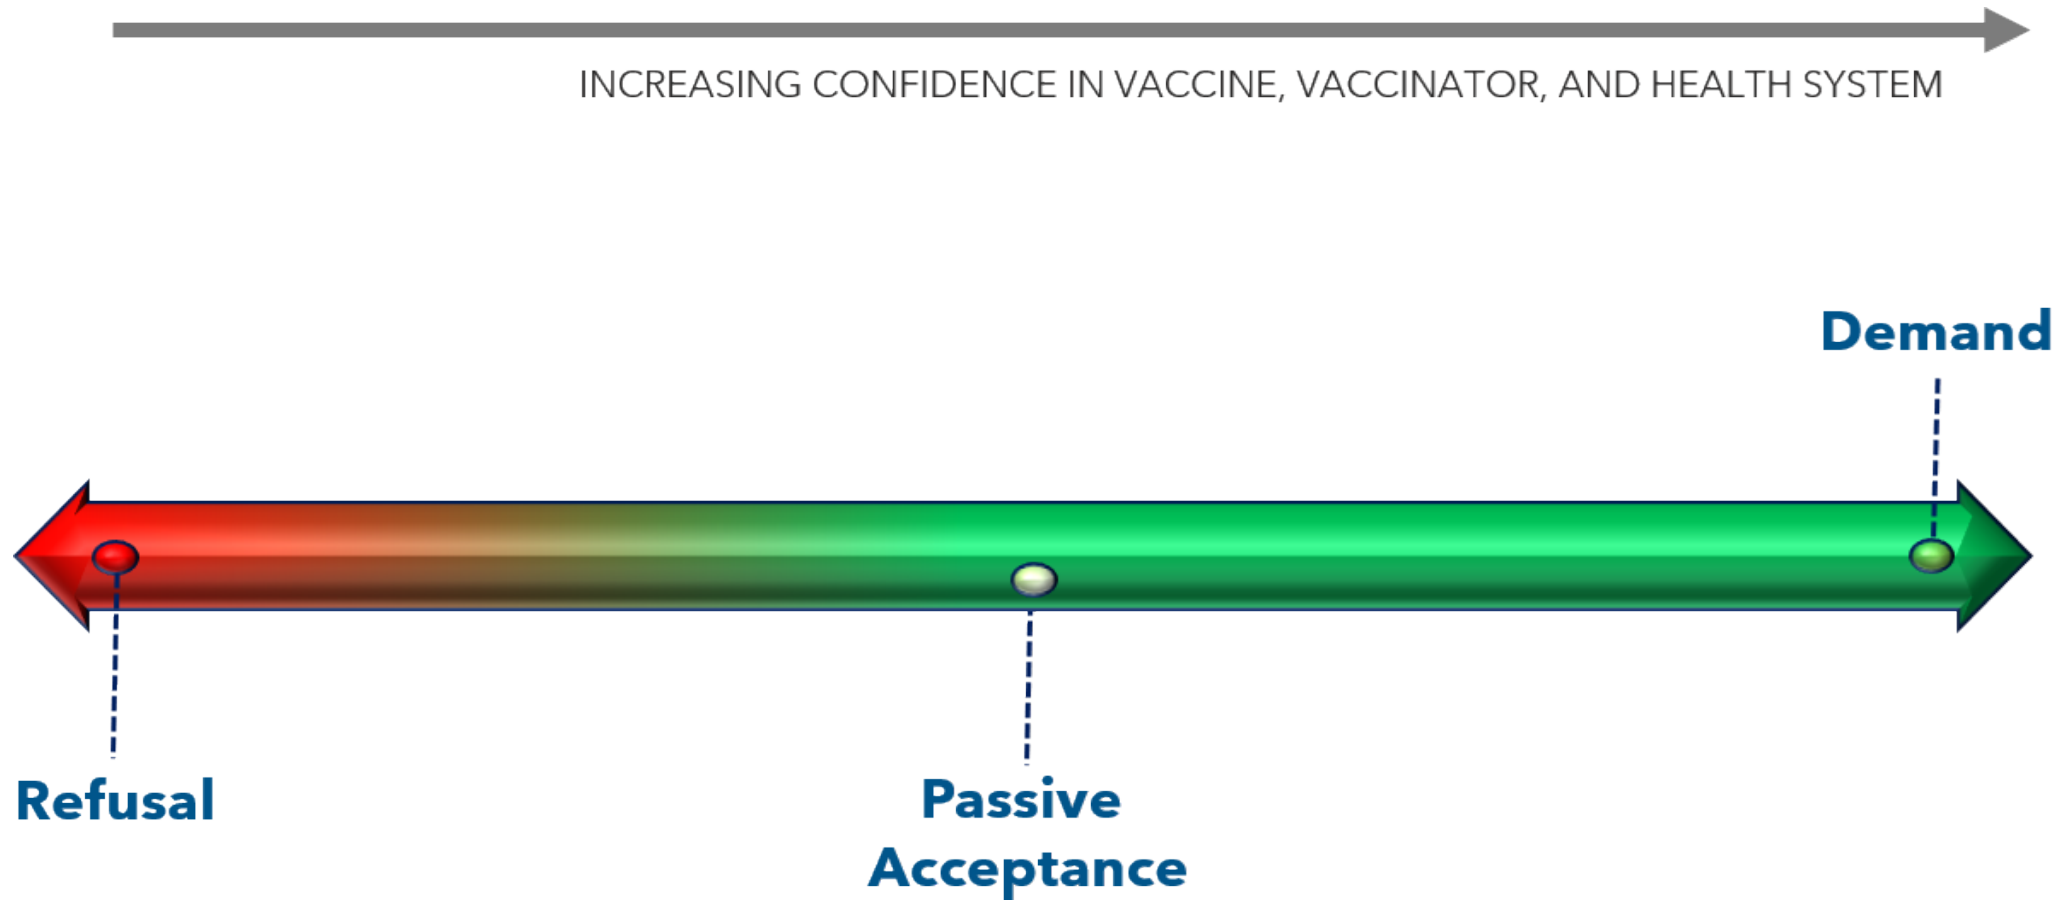 INCREASING CONFIDENCE IN VACCINE, VACCINATOR, AND HEALTH SYSTEM
Demand
Refusal
Passive
Acceptance